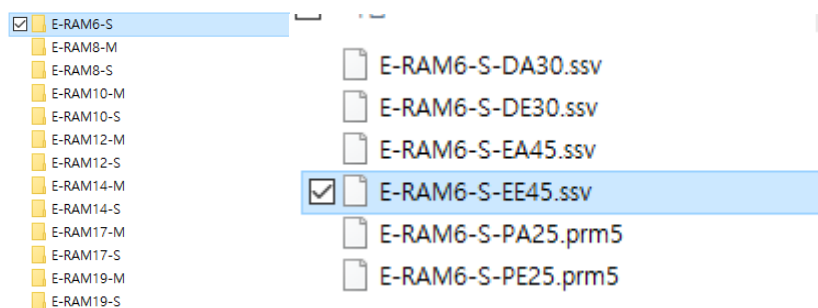 E-RAM6-S
E-RAM8-M
E-RAM8-S
E-RAM10-M
E-RAM10-S
E-RAM12-M
E-RAM12-S
E-RAM14-M
E-RAM14-S
E-RAM17-M
E-RAM17-S
E-RAM19-M
E-RAM19-S
E-RAM6-S-DA30.ssv
E-RAM6-S-DE30.ssv
E-RAM6-S-EA45.ssv
E-RAM6-S-EE45.ssv
E-RAM6-S-PA25.prm5
E-RAM6-S-PE25.prm5